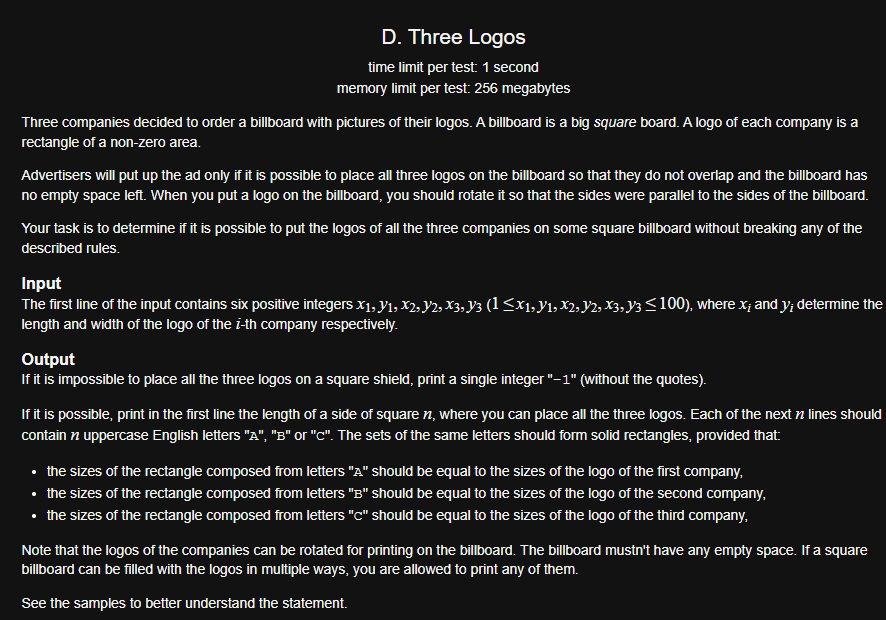 D. Three Logos
time limit per test: 1 second
memory limit per test: 256 megabytes
Three companies decided to order a billboard with pictures of their logos. A billboard is a big square board. A logo of each company is a
rectangle of a non-zero area.
Advertisers will put up the ad only if it is possible to place all three logos on the billboard so that they do not overlap and the billboard has
no empty space left. When you put a logo on the billboard, you should rotate it so that the sides were parallel to the sides of the billboard.
Your task is to determine if it is possible to put the logos of all the three companies on some square billboard without breaking any of the
described rules.
Input
The first line of the input contains six positive integers x₁, y₁, x₂, y₂, x₃, y₃ (1 ≤ x₁, y₁, x₂, y₂, x₃, y₃ ≤ 100), where xᵢ and yᵢ determine the
length and width of the logo of the i-th company respectively.
Output
If it is impossible to place all the three logos on a square shield, print a single integer "-1" (without the quotes).
If it is possible, print in the first line the length of a side of square n, where you can place all the three logos. Each of the next n lines should
contain n uppercase English letters "A", "B" or "C". The sets of the same letters should form solid rectangles, provided that:
• the sizes of the rectangle composed from letters "A" should be equal to the sizes of the logo of the first company,
• the sizes of the rectangle composed from letters "B" should be equal to the sizes of the logo of the second company,
• the sizes of the rectangle composed from letters "C" should be equal to the sizes of the logo of the third company,
Note that the logos of the companies can be rotated for printing on the billboard. The billboard mustn't have any empty space. If a square
billboard can be filled with the logos in multiple ways, you are allowed to print any of them.
See the samples to better understand the statement.